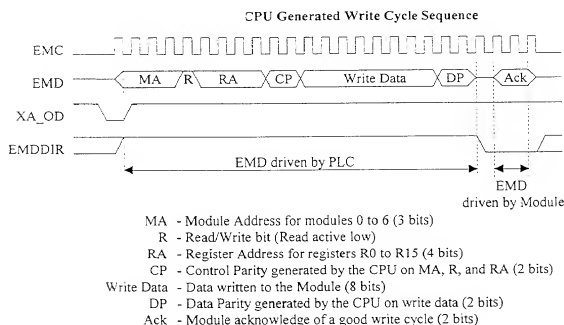 CPU Generated Write Cycle Sequence
EMC
EMD
MA R RA CP Write Data DP Ack
XA_OD
EMDDIR
EMD driven by PLC
EMD
driven by Module
MA - Module Address for modules 0 to 6 (3 bits)
R - Read/Write bit (Read active low)
RA - Register Address for registers R0 to R15 (4 bits)
CP - Control Parity generated by the CPU on MA, R, and RA (2 bits)
Write Data - Data written to the Module (8 bits)
DP - Data Parity generated by the CPU on write data (2 bits)
Ack - Module acknowledge of a good write cycle (2 bits)